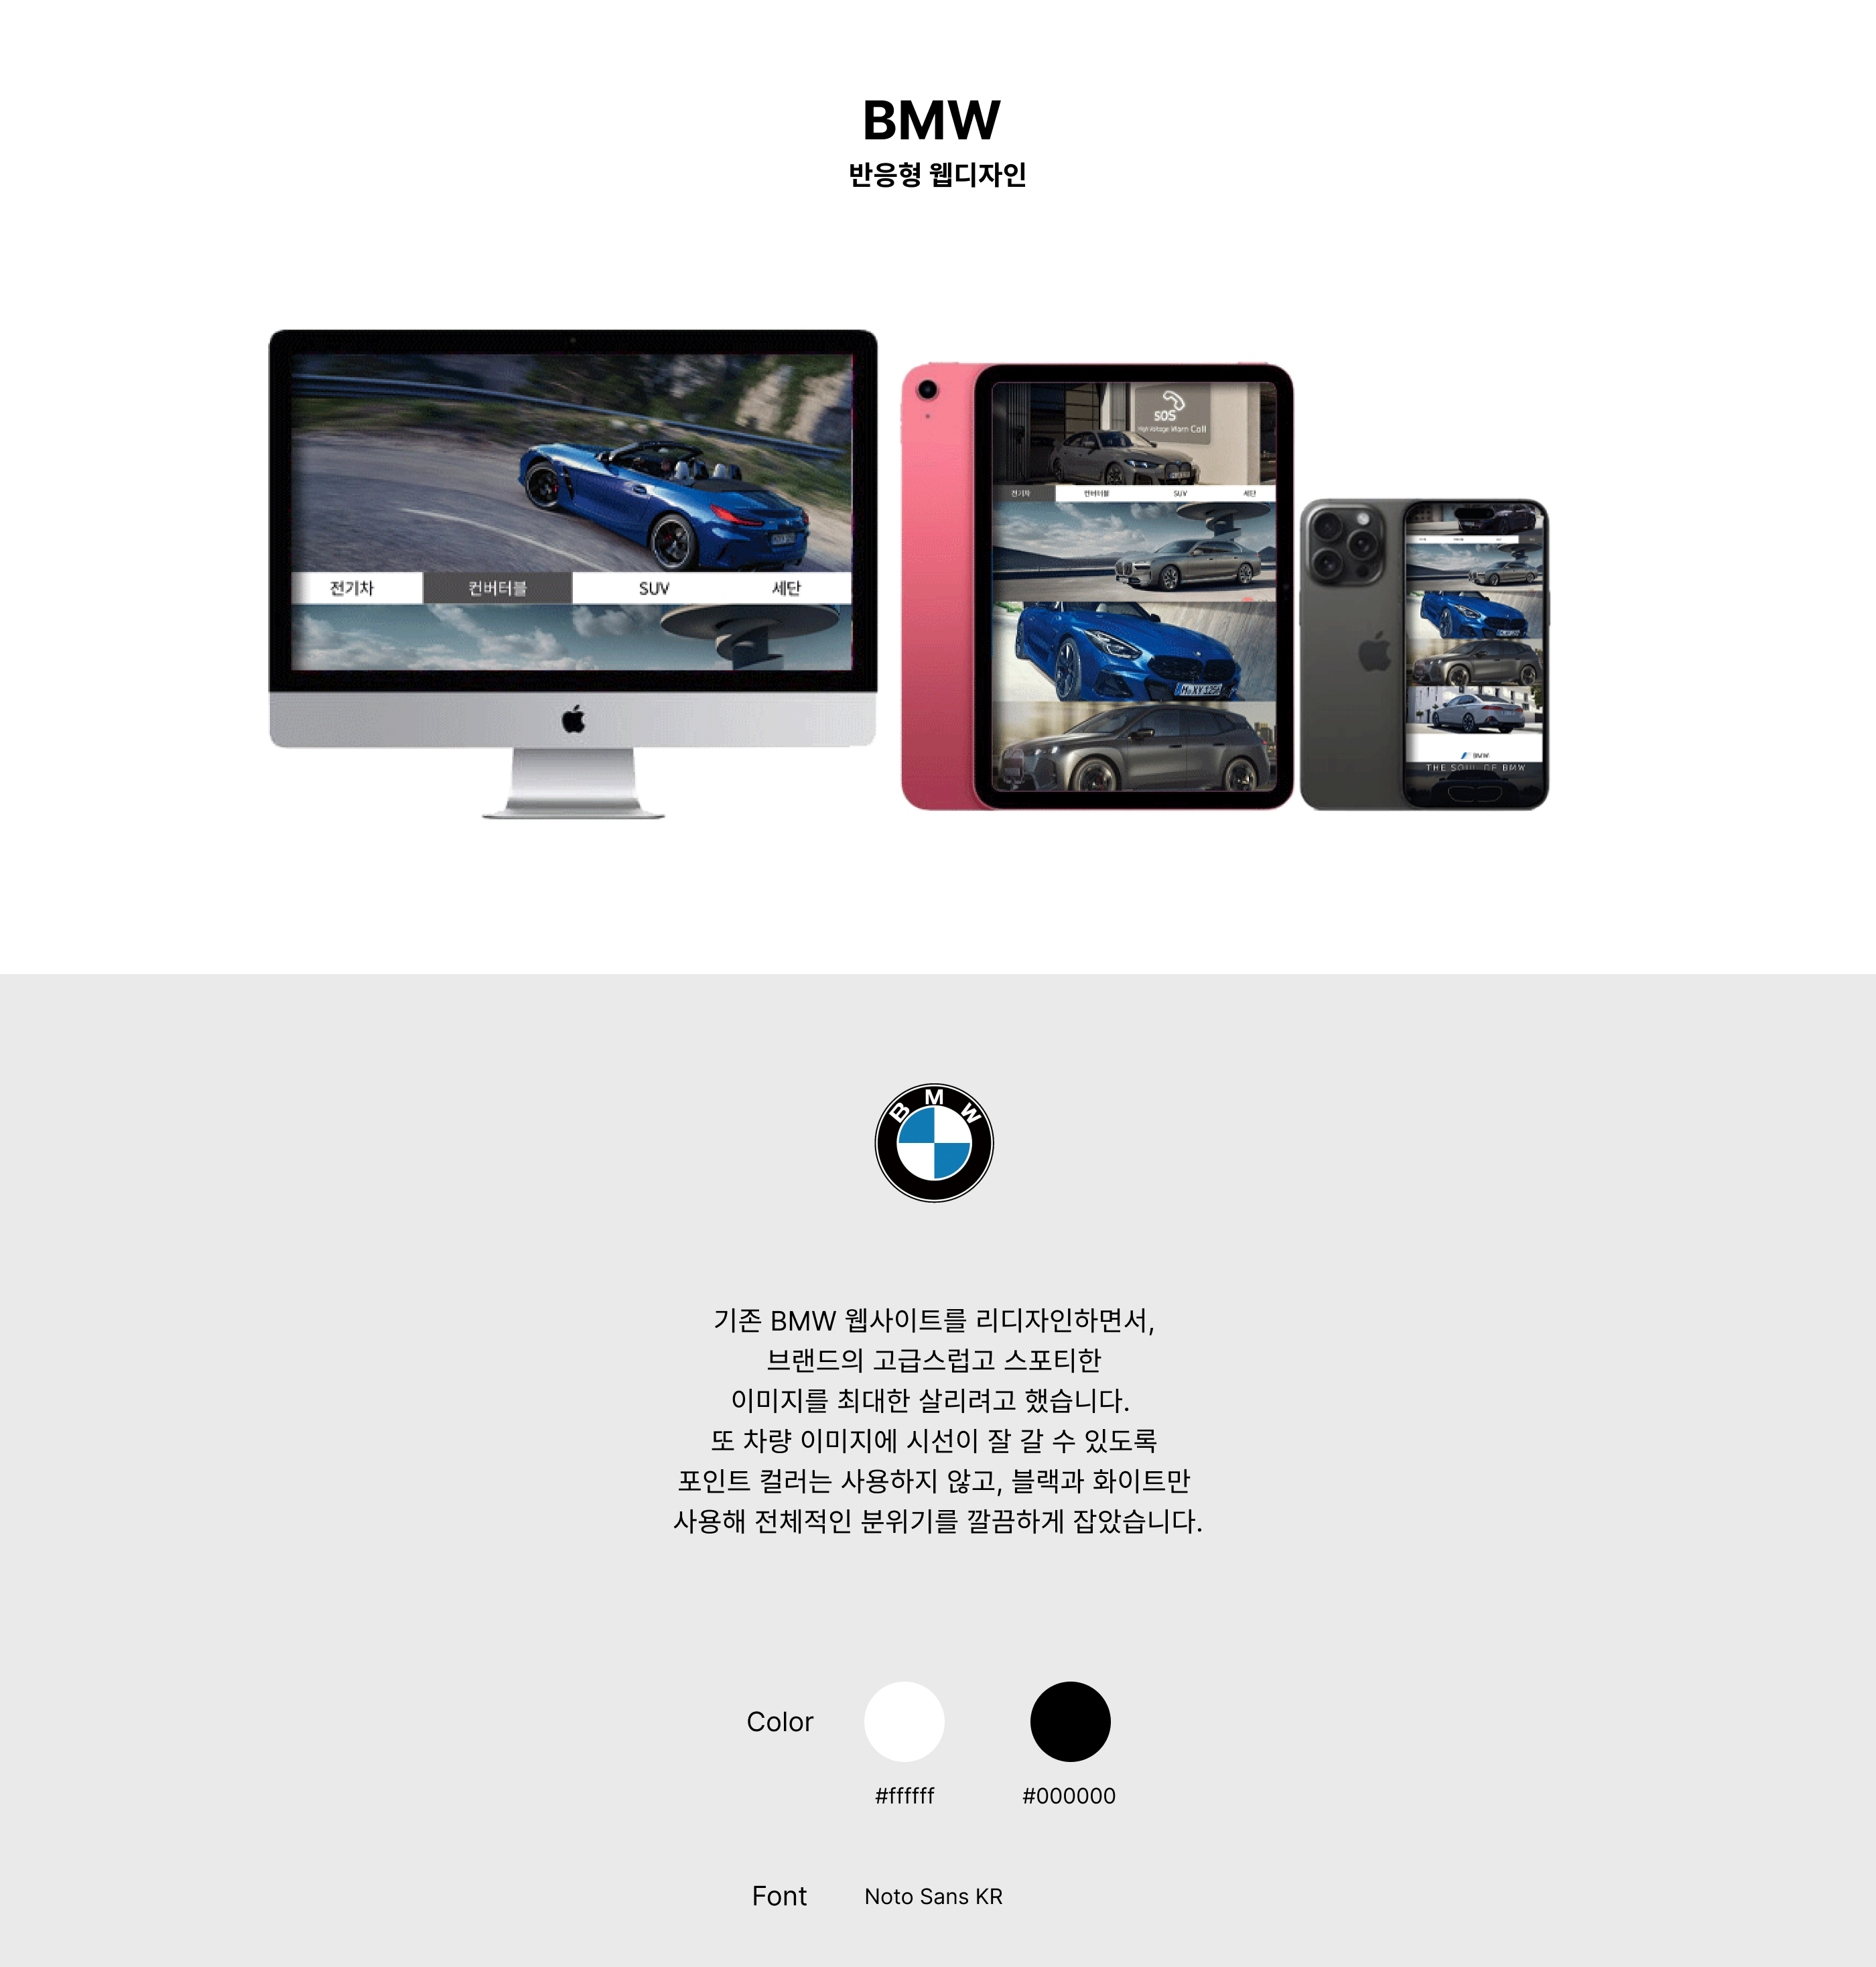 BMW
반응형 웹디자인
전기차 컨버터블 SUV 세단
SOS
High Voltage Warn Call
전기차 컨버터블 SUV 세단
BMW
THE SOUL OF BMW
BMW
기존 BMW 웹사이트를 리디자인하면서,
브랜드의 고급스럽고 스포티한
이미지를 최대한 살리려고 했습니다.
또 차량 이미지에 시선이 잘 갈 수 있도록
포인트 컬러는 사용하지 않고, 블랙과 화이트만
사용해 전체적인 분위기를 깔끔하게 잡았습니다.
Color
#ffffff #000000
Font Noto Sans KR